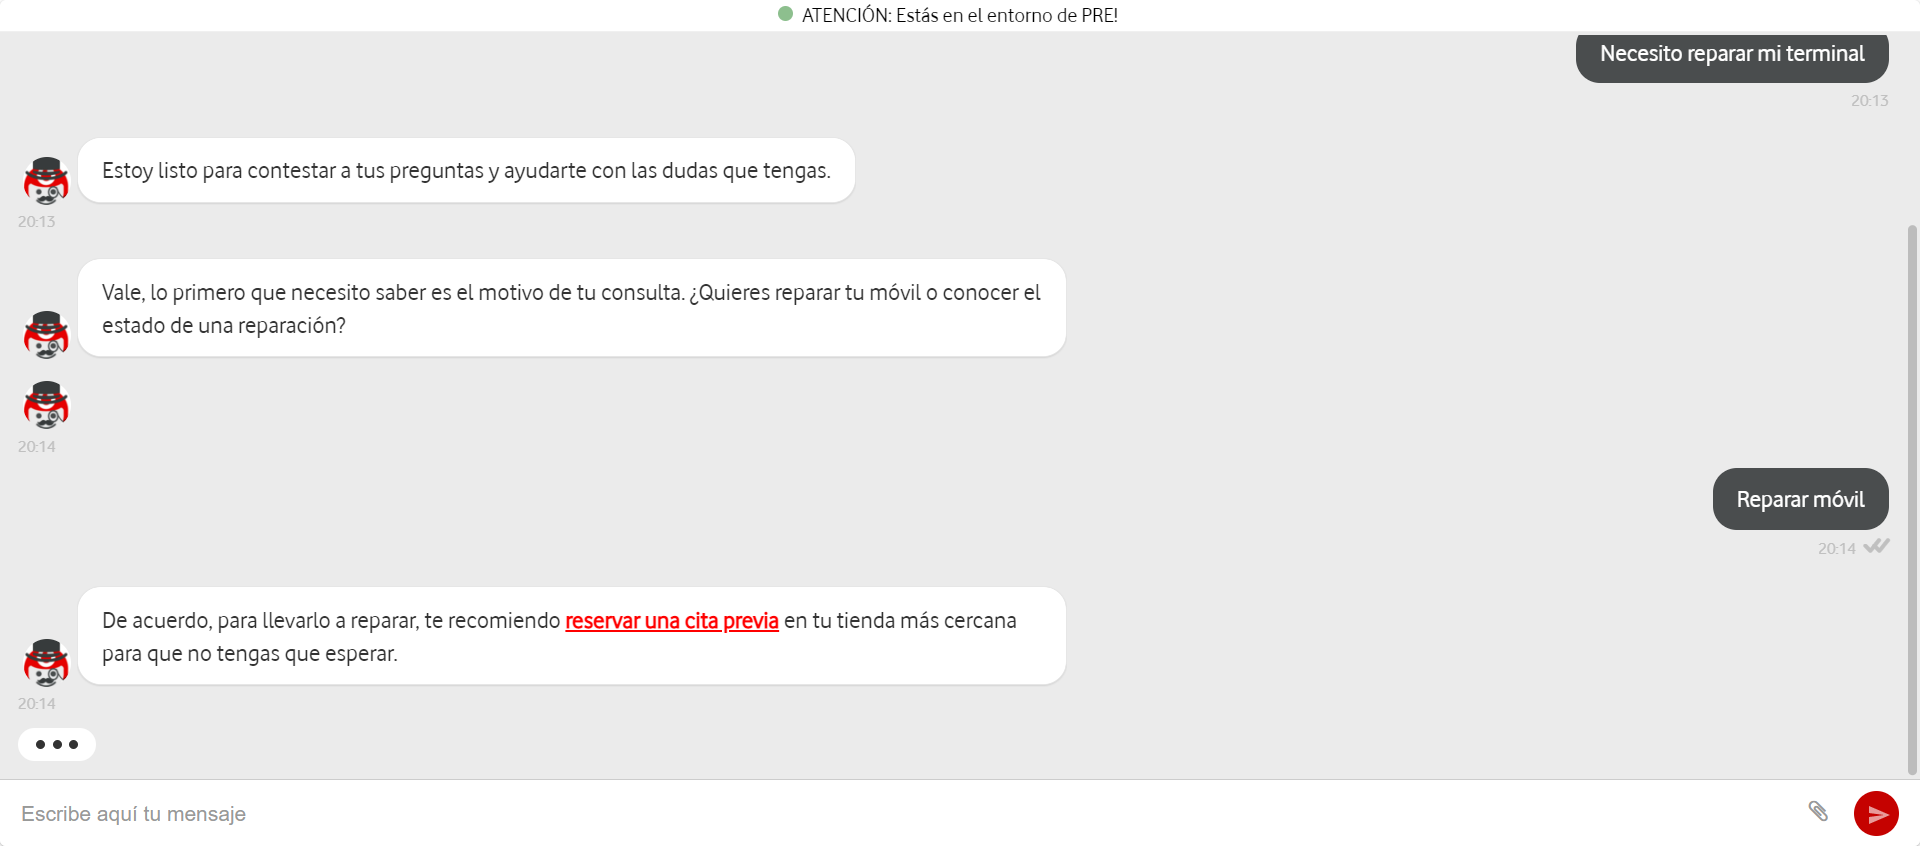 ATENCIÓN: Estás en el entorno de PRE!
Necesito reparar mi terminal
20:13
Estoy listo para contestar a tus preguntas y ayudarte con las dudas que tengas.
20:13
Vale, lo primero que necesito saber es el motivo de tu consulta. ¿Quieres reparar tu móvil o conocer el
estado de una reparación?
20:14
Reparar móvil
20:14
De acuerdo, para llevarlo a reparar, te recomiendo reservar una cita previa en tu tienda más cercana
para que no tengas que esperar.
20:14
Escribe aquí tu mensaje